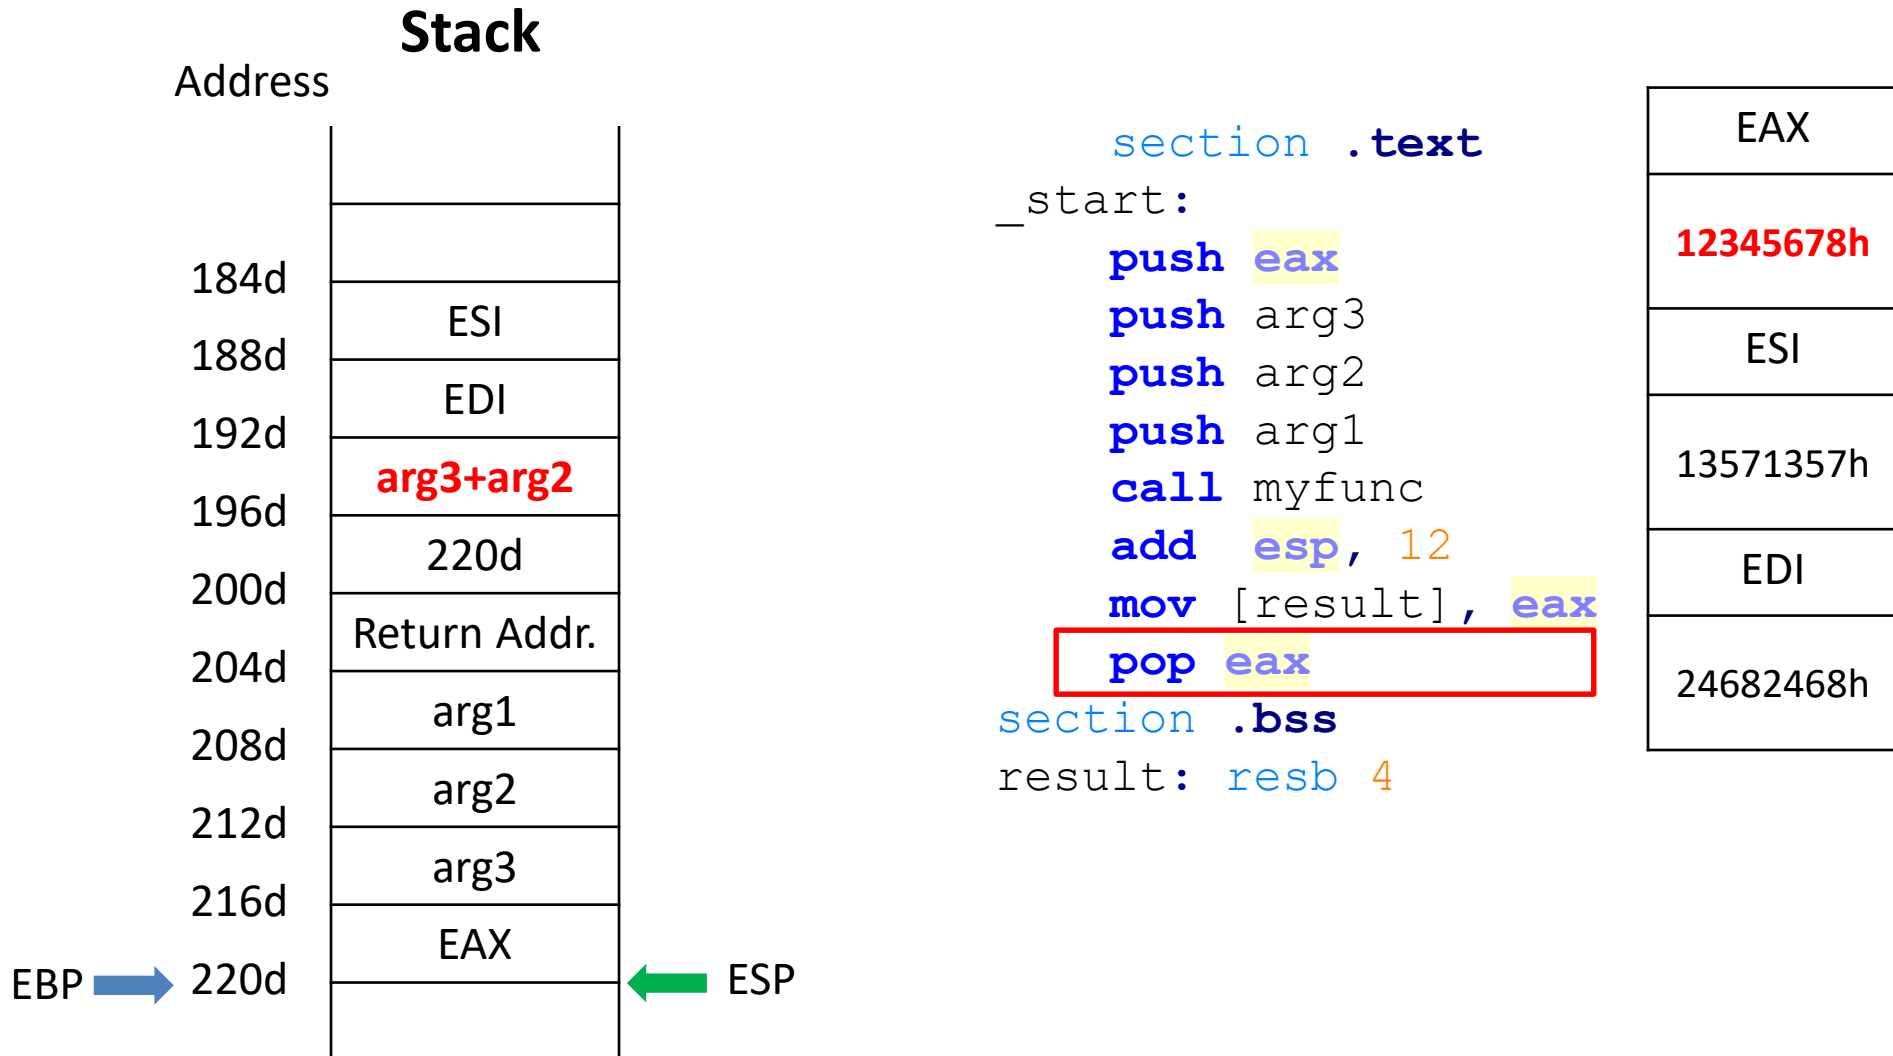 Stack
Address
184d
ESI
188d
EDI
192d
arg3+arg2
196d
220d
200d
Return Addr.
204d
arg1
208d
arg2
212d
arg3
216d
EAX
EBP
220d
ESP
section .text
_start:
push eax
push arg3
push arg2
push arg1
call myfunc
add esp, 12
mov [result], eax
pop eax
section .bss
result: resb 4
EAX
12345678h
ESI
13571357h
EDI
24682468h